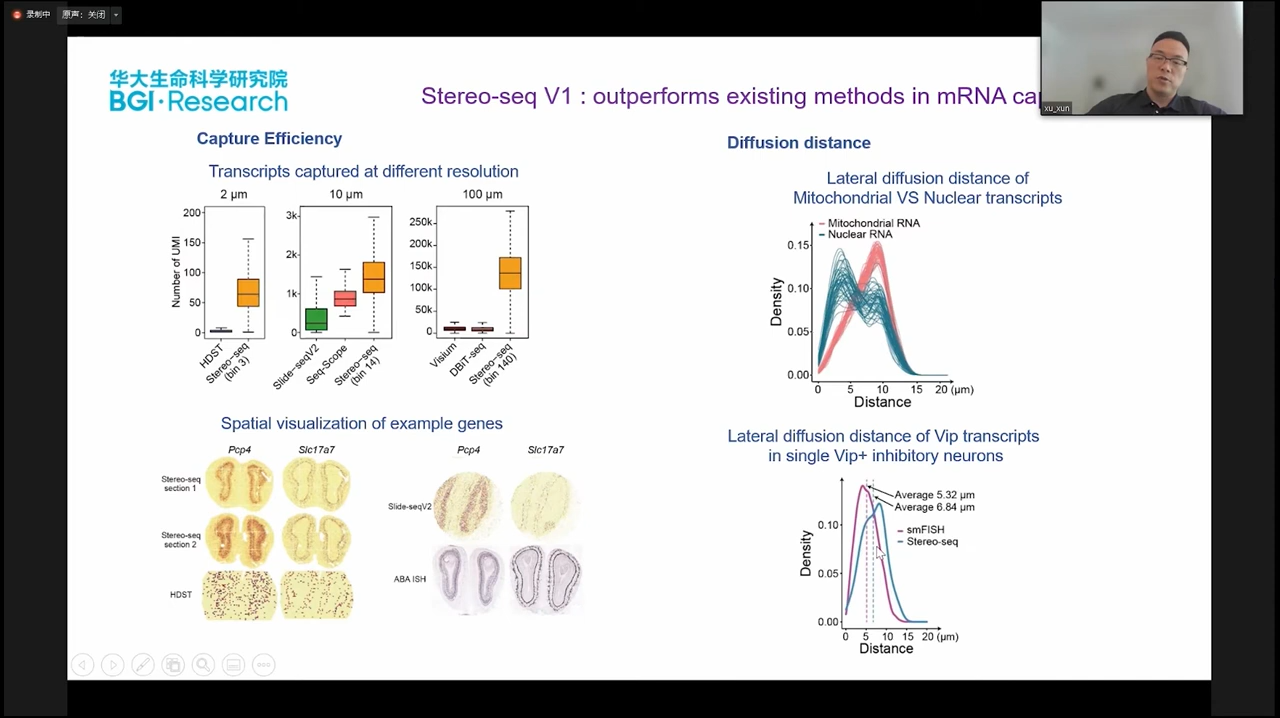 录制中
原声: 关闭
华大生命科学研究院
BGI·Research
Stereo-seq V1 : outperforms existing methods in mRNA ca
xu_xun
Capture Efficiency
Transcripts captured at different resolution
2 μm
10 μm
100 μm
Number of UMI
200
150
100
50
0
3k
2k
1k
0
250k
200k
150k
100k
50k
0
HDST
Stereo-seq
(bin 3)
Slide-seqV2
Seq-Scope
Stereo-seq
(bin 14)
Visium
DBiT-seq
Stereo-seq
(bin 140)
Spatial visualization of example genes
Pcp4
Slc17a7
Stereo-seq
section 1
Stereo-seq
section 2
HDST
Pcp4
Slc17a7
Slide-seqV2
ABA ISH
Diffusion distance
Lateral diffusion distance of
Mitochondrial VS Nuclear transcripts
Mitochondrial RNA
Nuclear RNA
Density
0.15
0.10
0.05
0.00
0 5 10 15 20 (μm)
Distance
Lateral diffusion distance of Vip transcripts
in single Vip+ inhibitory neurons
Average 5.32 μm
Average 6.84 μm
smFISH
Stereo-seq
Density
0.10
0.05
0.00
0 5 10 15 20 (μm)
Distance